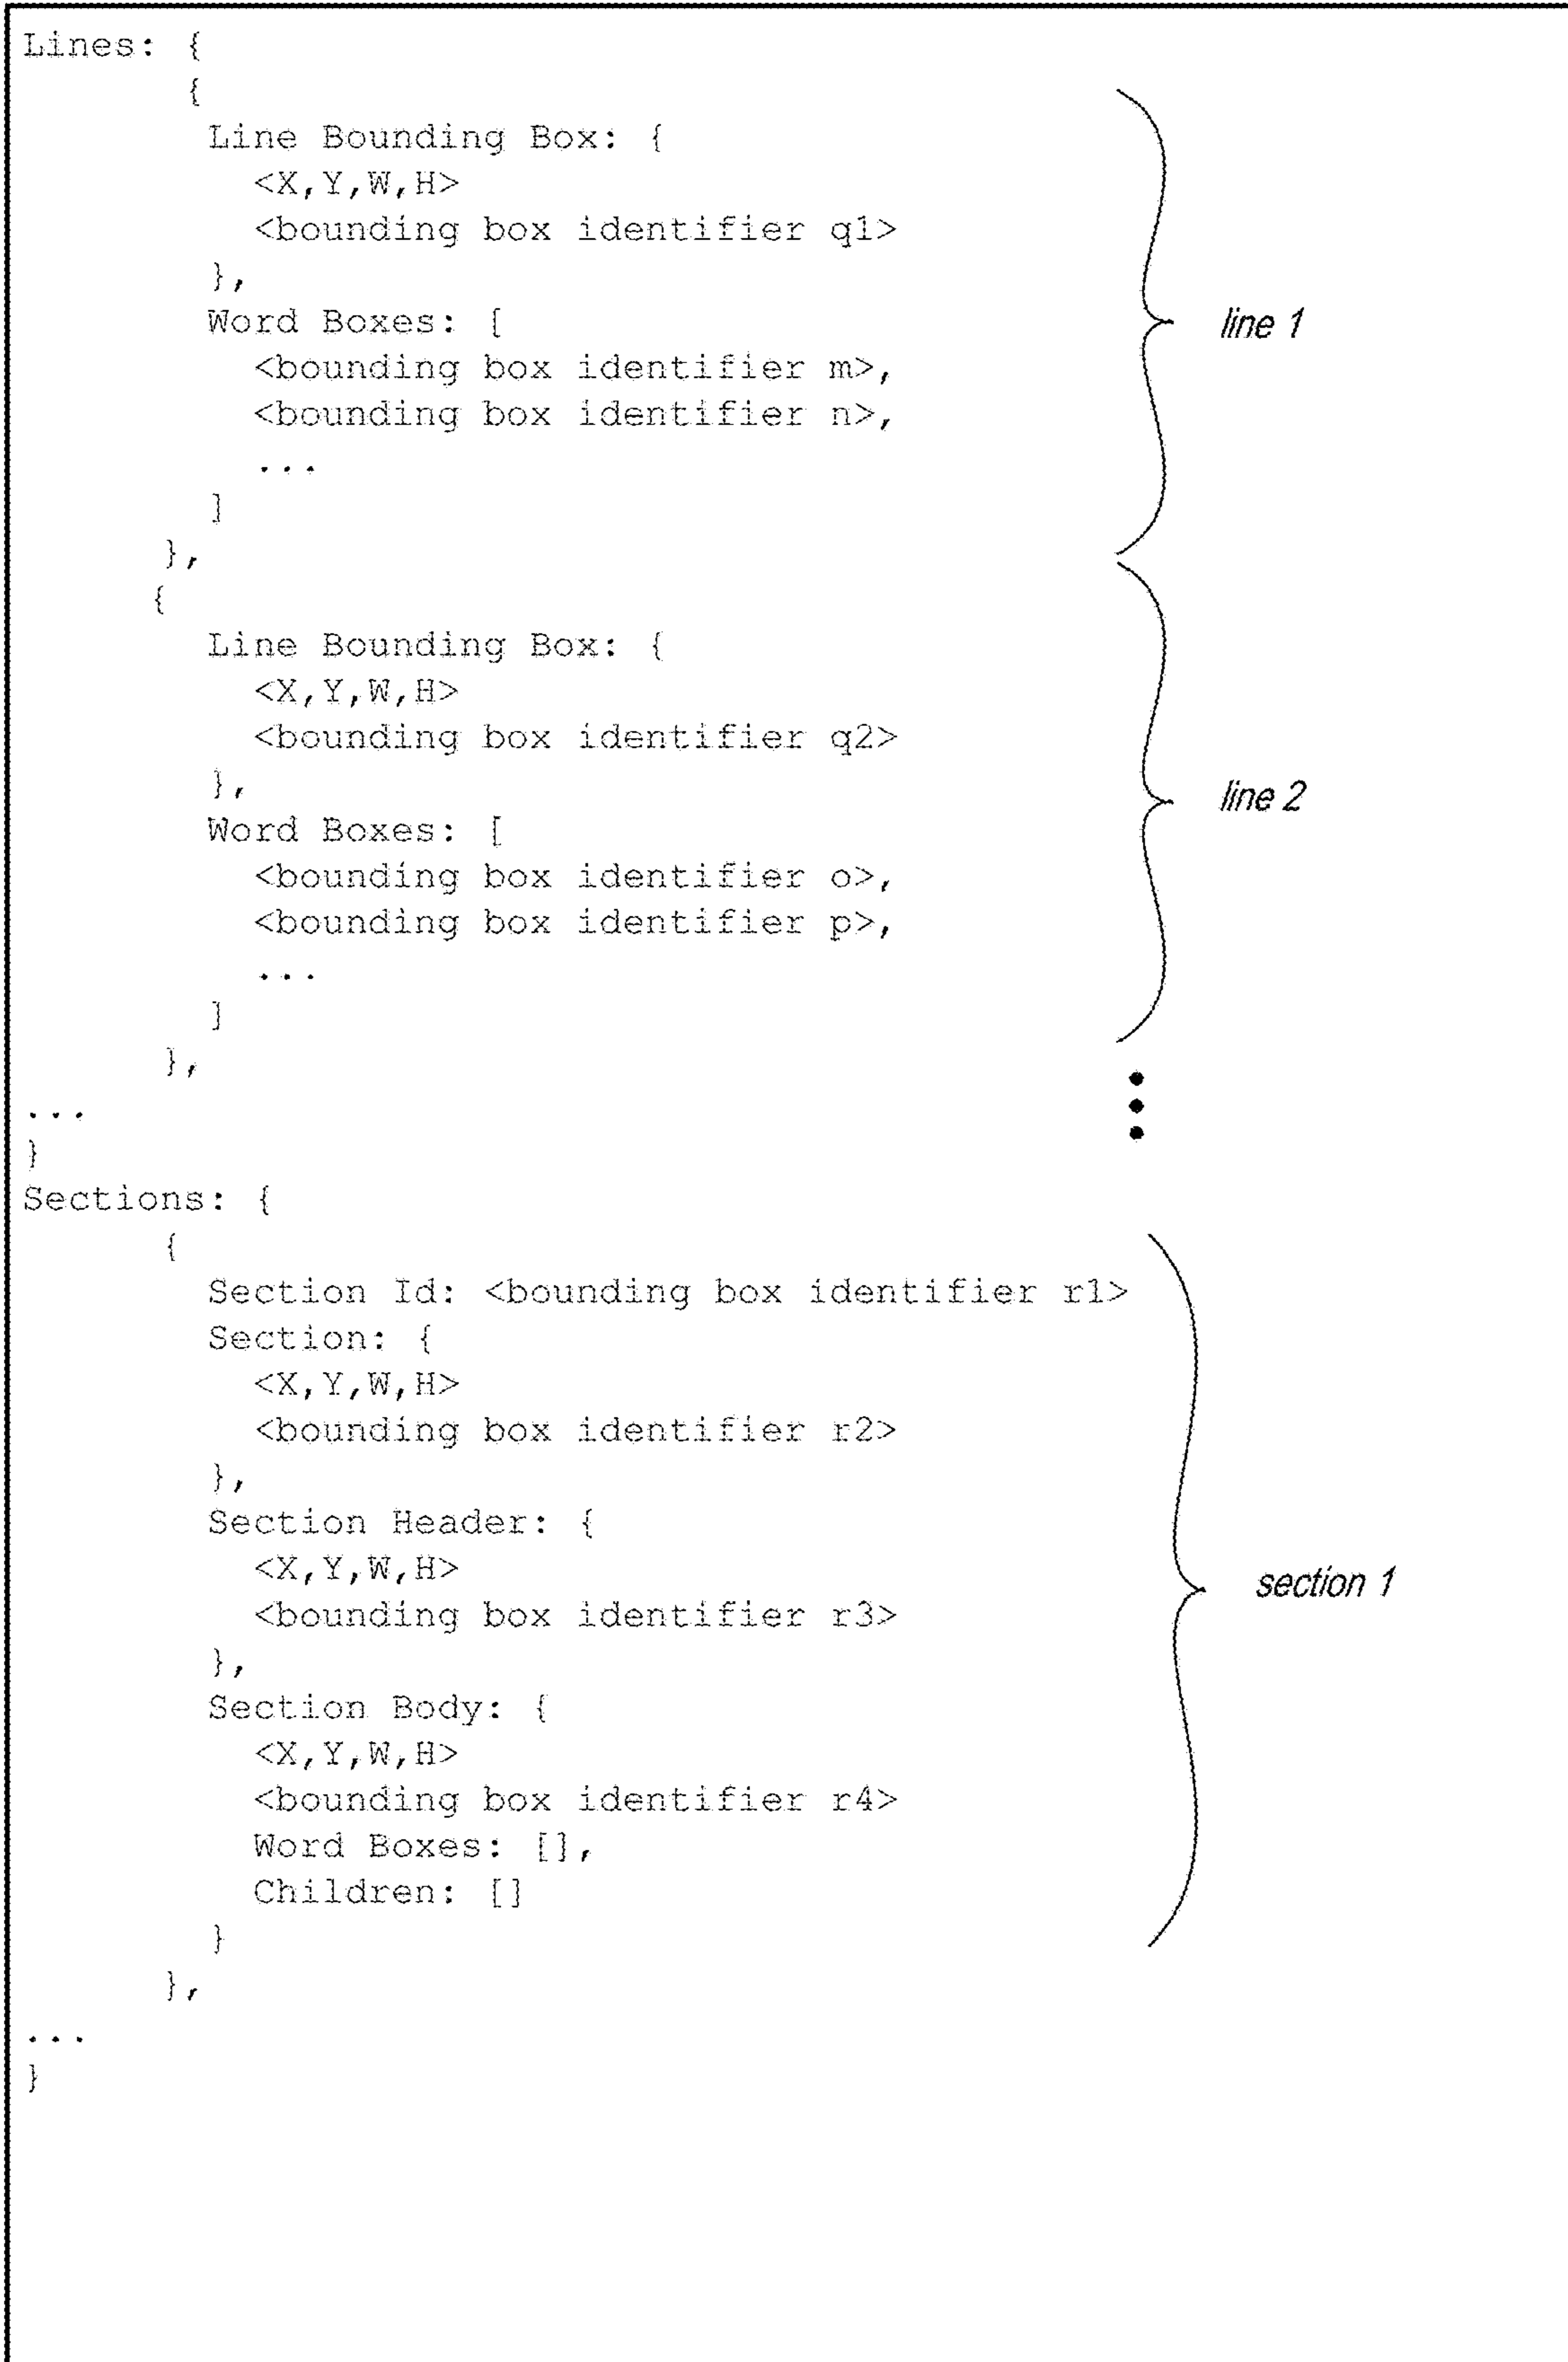 Lines: {
{
Line Bounding Box: {
<X,Y,W,H>
<bounding box identifier q1>
},
Word Boxes: [
<bounding box identifier m>,
<bounding box identifier n>,
...
]
},
line 1
{
Line Bounding Box: {
<X,Y,W,H>
<bounding box identifier q2>
},
Word Boxes: [
<bounding box identifier o>,
<bounding box identifier p>,
...
]
},
line 2
...
}
Sections: {
{
Section Id: <bounding box identifier r1>
Section: {
<X,Y,W,H>
<bounding box identifier r2>
},
Section Header: {
<X,Y,W,H>
<bounding box identifier r3>
},
Section Body: {
<X,Y,W,H>
<bounding box identifier r4>
Word Boxes: [],
Children: []
}
},
section 1
...
}